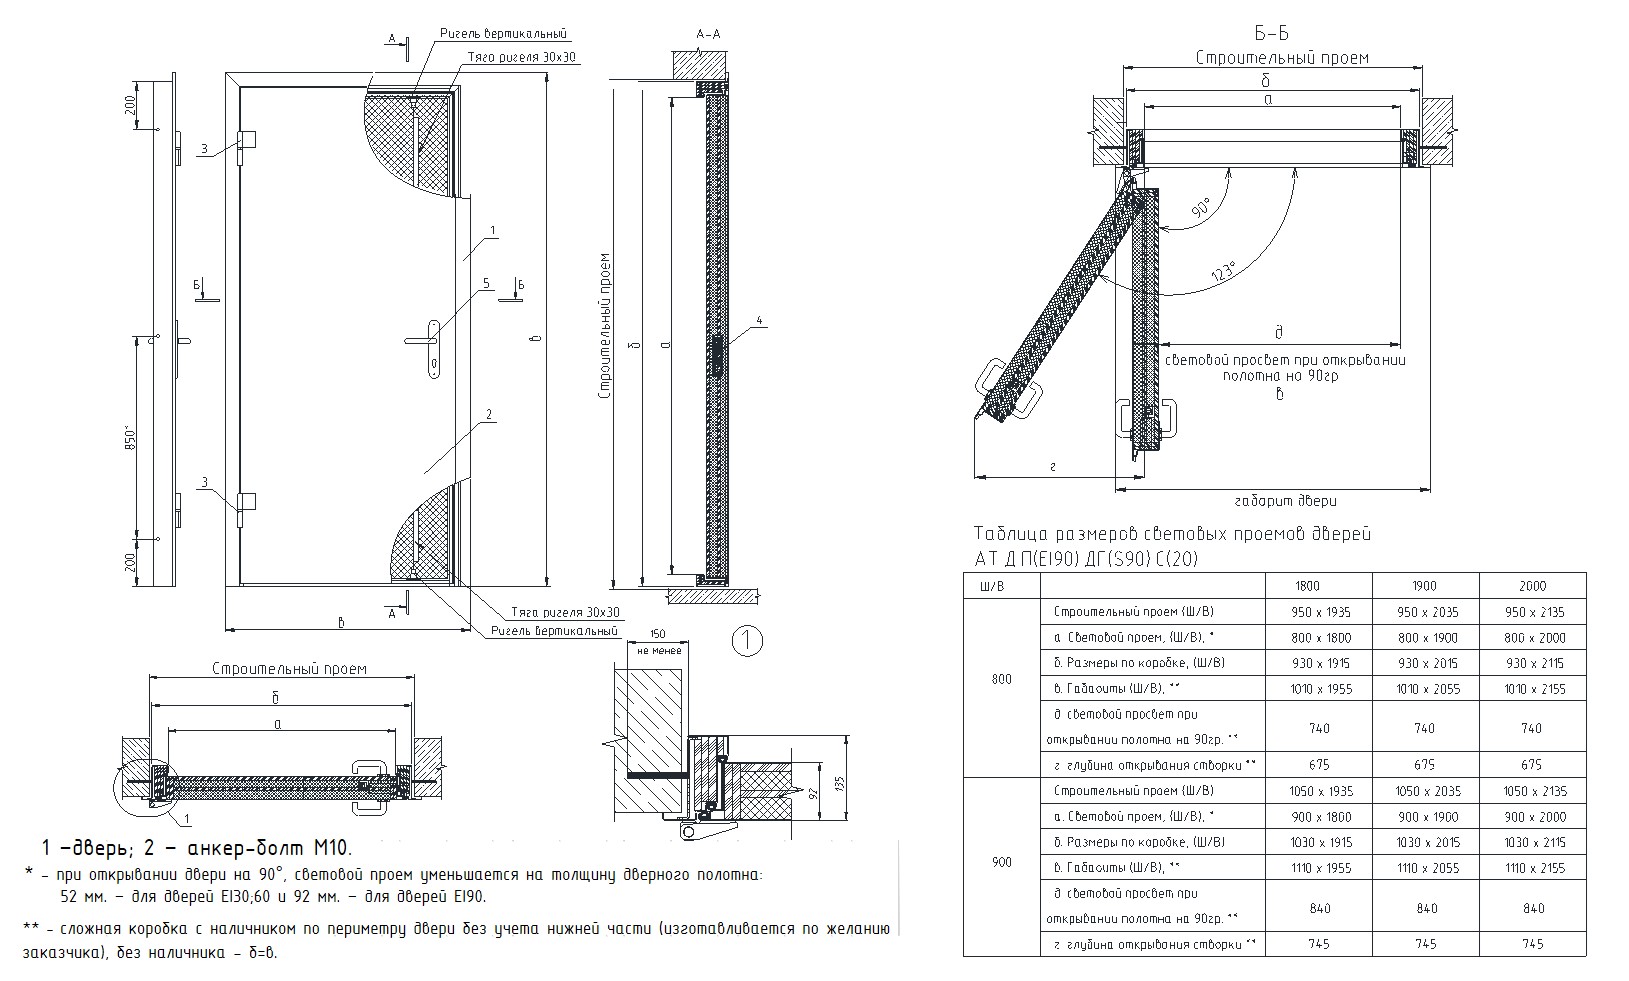 А
Ригель вертикальный
Тяга ригеля 30х30
200
3
1
Б
5
Б
в
850*
2
3
200
А
в
Тяга ригеля 30х30
Ригель вертикальный
А-А
Строительный проем
б
а
4
Строительный проем
б
а
1
150
не менее
1
92
135
1 –дверь; 2 – анкер-болт М10.
* – при открывании двери на 90°, световой проем уменьшается на толщину дверного полотна:
52 мм. – для дверей EI30;60 и 92 мм. – для дверей EI90.
** – сложная коробка с наличником по периметру двери без учета нижней части (изготавливается по желанию
заказчика), без наличника – б=в.
Б-Б
Строительный проем
б
а
90°
123°
д
световой просвет при открывании
полотна на 90гр
в
г
габарит двери
Таблица размеров световых проемов дверей
АТ Д П(EI90) ДГ(S90) С(20)
Ш/В 1800 1900 2000
800
Строительный проем (Ш/В) 950 х 1935 950 х 2035 950 х 2135
а. Световой проем, (Ш/В), * 800 х 1800 800 х 1900 800 х 2000
б. Размеры по коробке, (Ш/В) 930 х 1915 930 х 2015 930 х 2115
в. Габариты (Ш/В), ** 1010 х 1955 1010 х 2055 1010 х 2155
д световой просвет при
открывании полотна на 90гр. ** 740 740 740
г глубина открывания створки ** 675 675 675
900
Строительный проем (Ш/В) 1050 х 1935 1050 х 2035 1050 х 2135
а. Световой проем, (Ш/В), * 900 х 1800 900 х 1900 900 х 2000
б. Размеры по коробке, (Ш/В) 1030 х 1915 1030 х 2015 1030 х 2115
в. Габариты (Ш/В), ** 1110 х 1955 1110 х 2055 1110 х 2155
д световой просвет при
открывании полотна на 90гр. ** 840 840 840
г глубина открывания створки ** 745 745 745